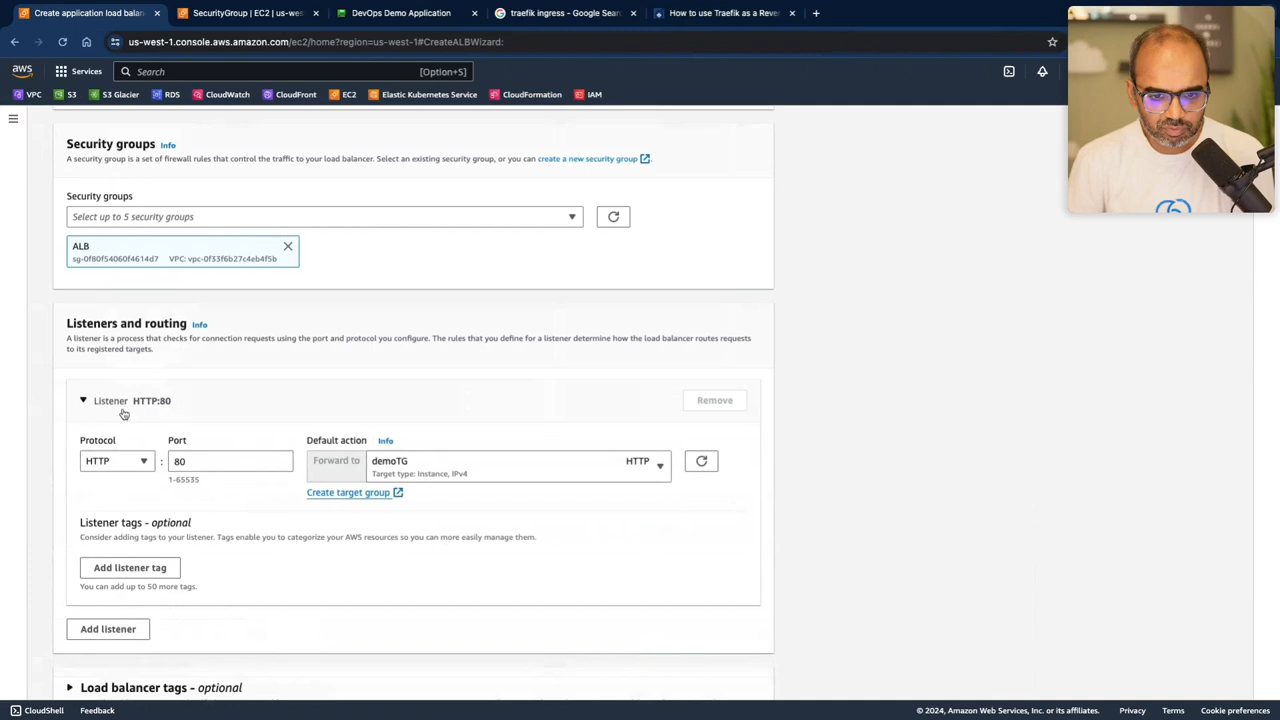 Create application load balan
SecurityGroup | EC2 | us-wes
DevOps Demo Application
traefik ingress - Google Searc
How to use Traefik as a Rever
us-west-1.console.aws.amazon.com/ec2/home?region=us-west-1#CreateALBWizard:
aws
Services
Search
[Option+S]
VPC
S3
S3 Glacier
RDS
CloudWatch
CloudFront
EC2
Elastic Kubernetes Service
CloudFormation
IAM
Security groups Info
A security group is a set of firewall rules that control the traffic to your load balancer. Select an existing security group, or you can create a new security group.
Security groups
Select up to 5 security groups
ALB
sg-0f80f54060f4614d7 VPC: vpc-0f33f6b27c4eb4f5b
Listeners and routing Info
A listener is a process that checks for connection requests using the port and protocol you configure. The rules that you define for a listener determine how the load balancer routes requests
to its registered targets.
Listener HTTP:80
Remove
Protocol
Port
Default action Info
HTTP
:
80
Forward to
demoTG
HTTP
Target type: Instance, IPv4
1-65535
Create target group
Listener tags - optional
Consider adding tags to your listener. Tags enable you to categorize your AWS resources so you can more easily manage them.
Add listener tag
You can add up to 50 more tags.
Add listener
Load balancer tags - optional
CloudShell
Feedback
© 2024, Amazon Web Services, Inc. or its affiliates.
Privacy
Terms
Cookie preferences